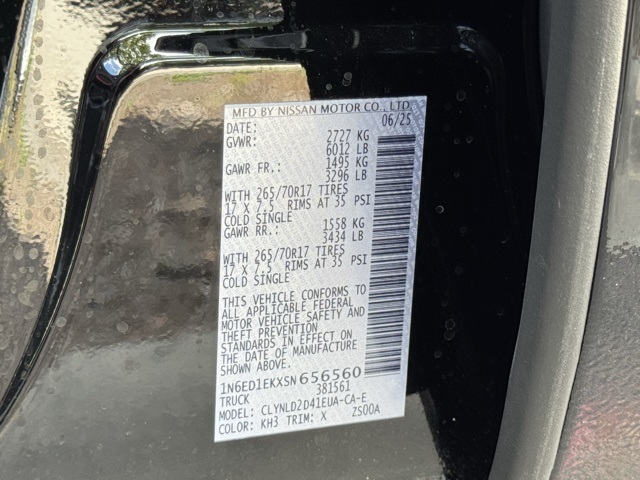 MFD BY NISSAN MOTOR CO., LTD.
DATE: 06/25
GVWR: 2727 KG
6012 LB
GAWR FR.: 1495 KG
3296 LB
WITH 265/70R17 TIRES
17 X 7.5 RIMS AT 35 PSI
COLD SINGLE
GAWR RR.: 1558 KG
3434 LB
WITH 265/70R17 TIRES
17 X 7.5 RIMS AT 35 PSI
COLD SINGLE
THIS VEHICLE CONFORMS TO
ALL APPLICABLE FEDERAL
MOTOR VEHICLE SAFETY AND
THEFT PREVENTION
STANDARDS IN EFFECT ON
THE DATE OF MANUFACTURE
SHOWN ABOVE.
1N6ED1EKXSN656560
TRUCK 381561
MODEL: CLYNLD2D41EUA-CA-E
COLOR: KH3 TRIM: X ZS00A